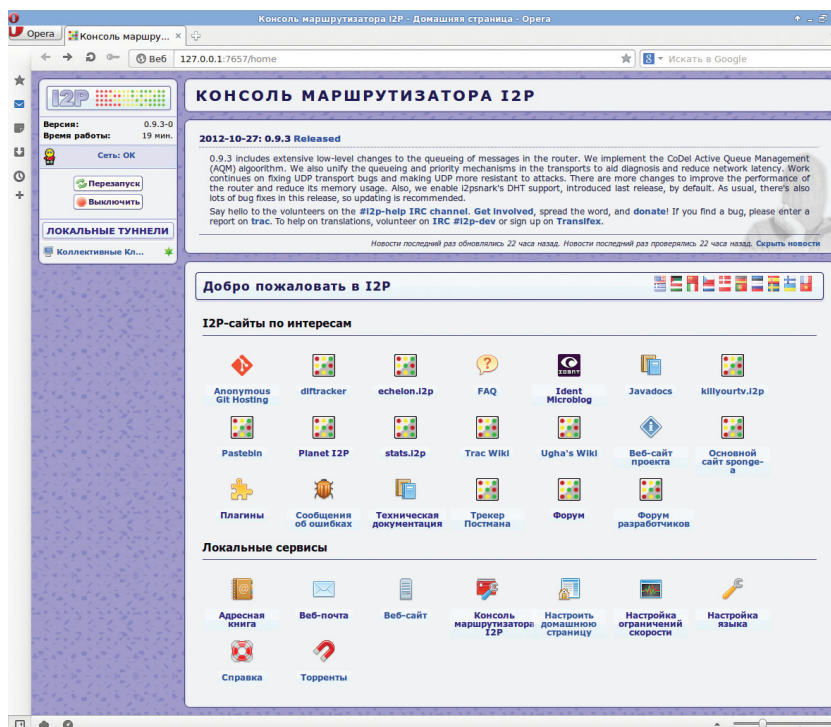 Консоль маршрутизатора I2P - Домашняя страница - Opera
Opera
Консоль маршру...
Веб
127.0.0.1:7657/home
Искать в Google
I2P
Версия: 0.9.3-0
Время работы: 19 мин.
Сеть: ОК
Перезапуск
Выключить
ЛОКАЛЬНЫЕ ТУННЕЛИ
Коллективные Кл...
КОНСОЛЬ МАРШРУТИЗАТОРА I2P
2012-10-27: 0.9.3 Released
0.9.3 includes extensive low-level changes to the queueing of messages in the router. We implement the CoDel Active Queue Management
(AQM) algorithm. We also unify the queueing and priority mechanisms in the transports to aid diagnosis and reduce network latency. Work
continues on fixing UDP transport bugs and making UDP more resistant to attacks. There are more changes to improve the performance of
the router and reduce its memory usage. Also, we enable i2psnark's DHT support, introduced last release, by default. As usual, there's also
lots of bug fixes in this release, so updating is recommended.
Say hello to the volunteers on the #i2p-help IRC channel. Get involved, spread the word, and donate! If you find a bug, please enter a
report on trac. To help on translations, volunteer on IRC #i2p-dev or sign up on Transifex.
Новости последний раз обновлялись 22 часа назад. Новости последний раз проверялись 22 часа назад. Скрыть новости
Добро пожаловать в I2P
I2P-сайты по интересам
Anonymous Git Hosting
diftracker
echelon.i2p
FAQ
IDENT
Ident Microblog
Javadocs
killyourtv.i2p
Pastebin
Planet I2P
stats.i2p
Trac Wiki
Ugha's Wiki
Веб-сайт проекта
Основной сайт sponge-а
Плагины
Сообщения об ошибках
Техническая документация
Трекер Постмана
Форум
Форум разработчиков
Локальные сервисы
Адресная книга
Веб-почта
Веб-сайт
Консоль маршрутизатора I2P
Настроить домашнюю страницу
Настройка ограничений скорости
Настройка языка
Справка
Торренты